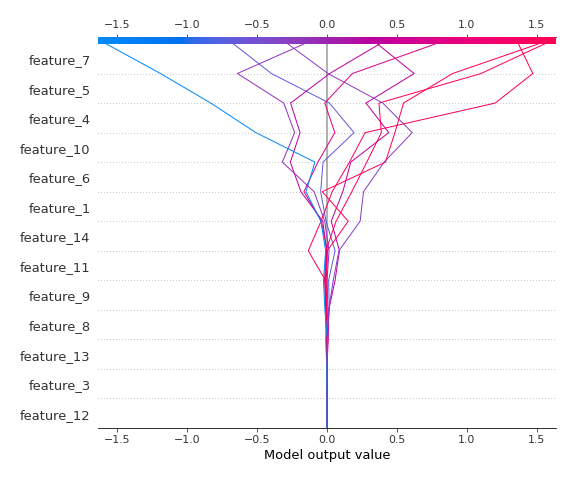 −1.5 −1.0 −0.5 0.0 0.5 1.0 1.5
feature_7
feature_5
feature_4
feature_10
feature_6
feature_1
feature_14
feature_11
feature_9
feature_8
feature_13
feature_3
feature_12
−1.5 −1.0 −0.5 0.0 0.5 1.0 1.5
Model output value